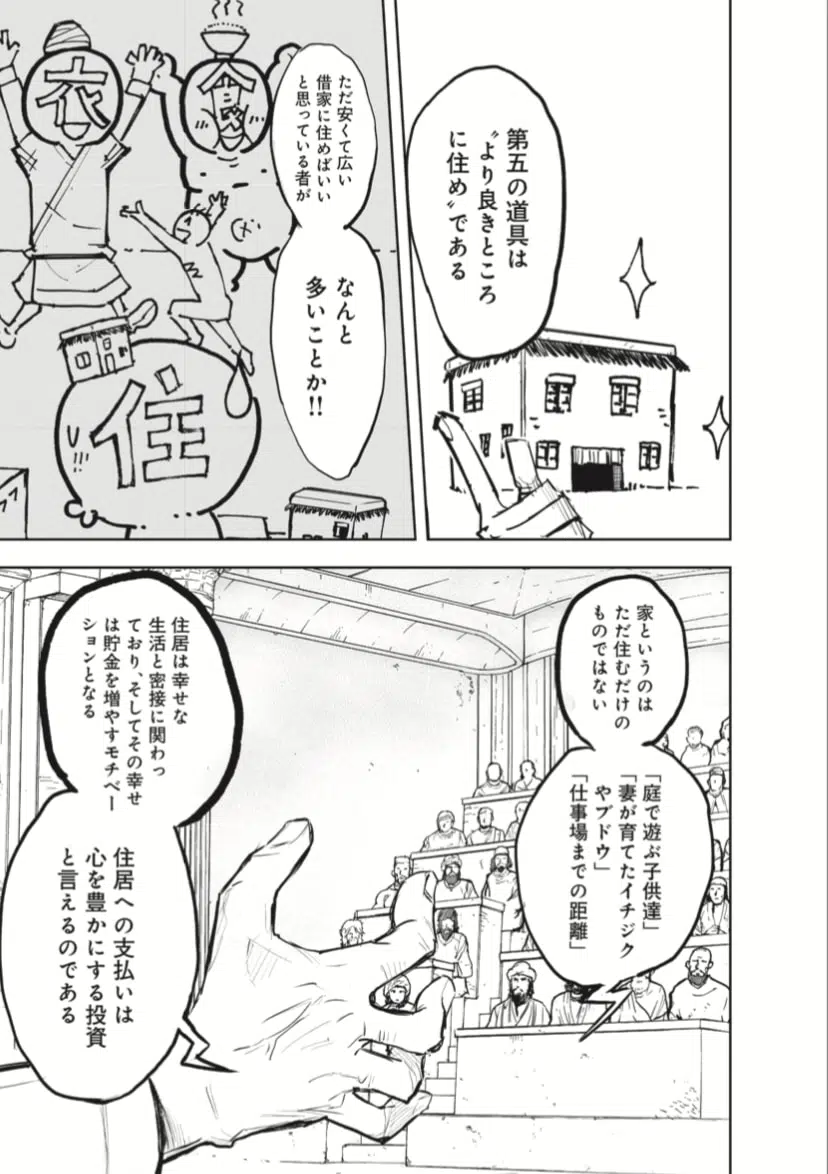 第五の道具は
〝より良きところ
に住め〟である
ただ安くて広い
借家に住めばいい
と思っている者が
なんと
多いことか!!
衣
食
住
家というのは
ただ住むだけの
ものではない
「庭で遊ぶ子供達」
「妻が育てたイチジク
やブドウ」
「仕事場までの距離」
住居は幸せな
生活と密接に関わっ
ており、そしてその幸せ
は貯金を増やすモチベー
ションとなる
住居への支払いは
心を豊かにする投資
と言えるのである